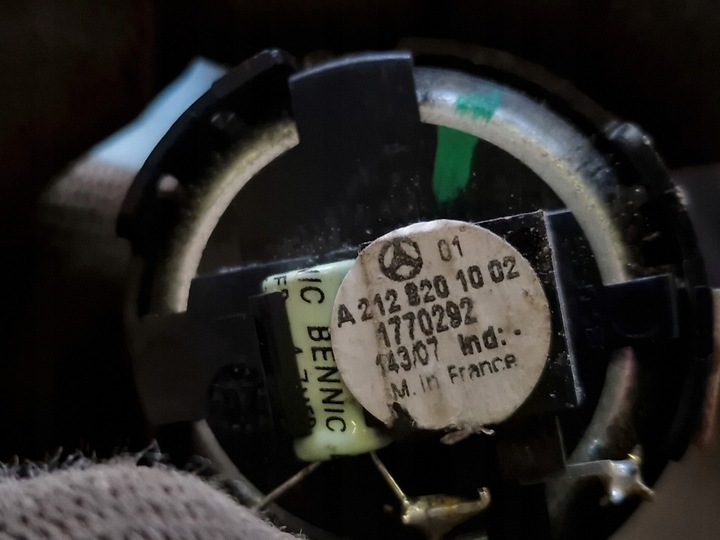 01
A 212 820 10 02
1770292
143/07 Ind: -
M. in France
NIC BENNIC